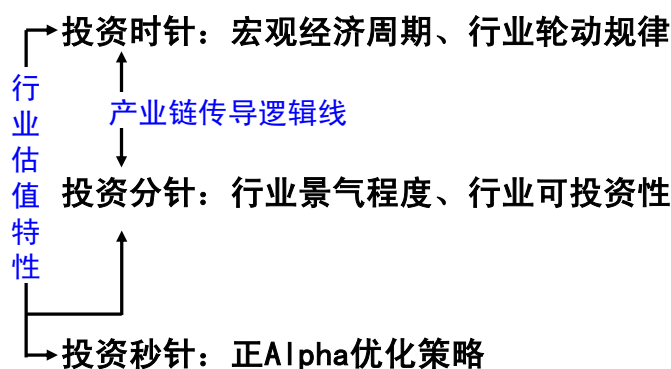 投资时针：宏观经济周期、行业轮动规律
产业链传导逻辑线
行业估值特性
投资分针：行业景气程度、行业可投资性
投资秒针：正Alpha优化策略